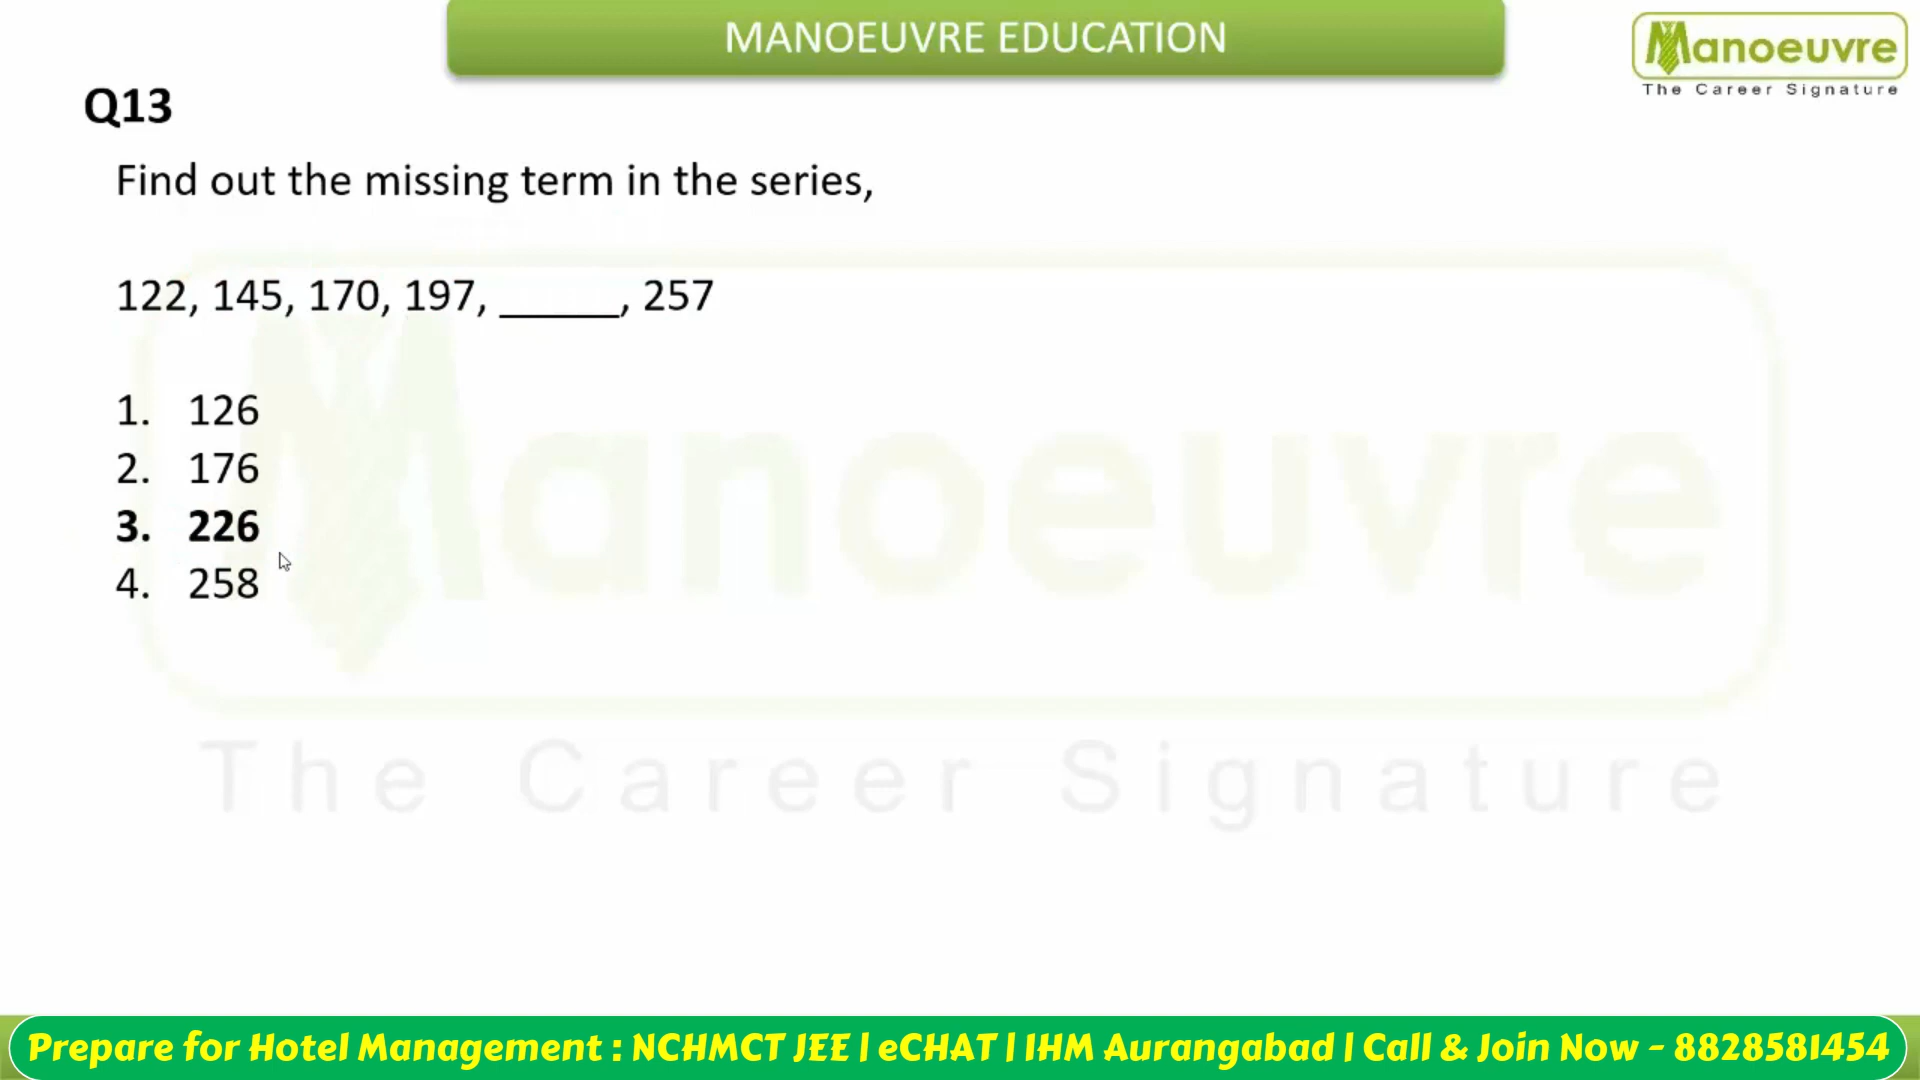 MANOEUVRE EDUCATION
Manoeuvre
The Career Signature
Q13
Find out the missing term in the series,
122, 145, 170, 197, _____, 257
1. 126
2. 176
3. 226
4. 258
Manoeuvre
The Career Signature
Prepare for Hotel Management : NCHMCT JEE | eCHAT | IHM Aurangabad | Call & Join Now - 8828581454